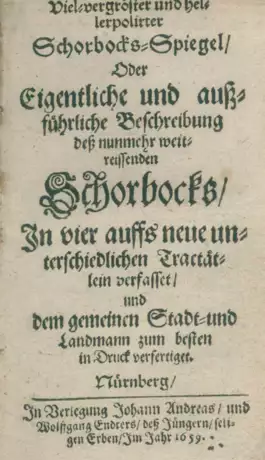 Viel-vergröster und hel-
lerpolirter
Schorbocks-Spiegel/
Oder
Eigentliche und auß-
führliche Beschreibung
deß nunmehr weit-
reissenden
Schorbocks/
In vier auffs neue un-
terschiedlichen Tractät-
lein verfasset/
und
dem gemeinen Stadt-und
Landmann zum besten
in Druck verfertiget.
Nürnberg/
In Verlegung Johann Andreas/ und
Wolffgang Endters/ deß Jüngern/ seli-
gen Erben/ Im Jahr 1659.